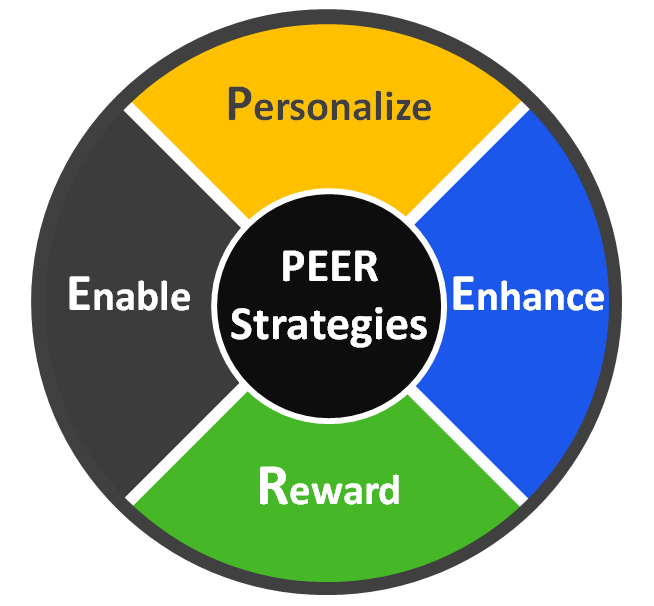 Personalize
Enable
PEER
Strategies
Enhance
Reward